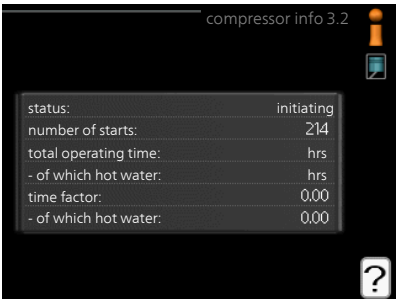 compressor info 3.2
status: initiating
number of starts: 214
total operating time: hrs
- of which hot water: hrs
time factor: 0.00
- of which hot water: 0.00
?